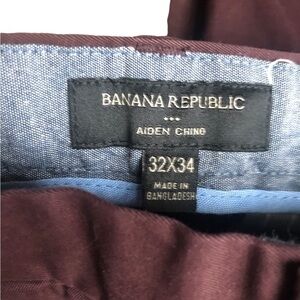 BANANA REPUBLIC
AIDEN CHINO
32X34
MADE IN
BANGLADESH